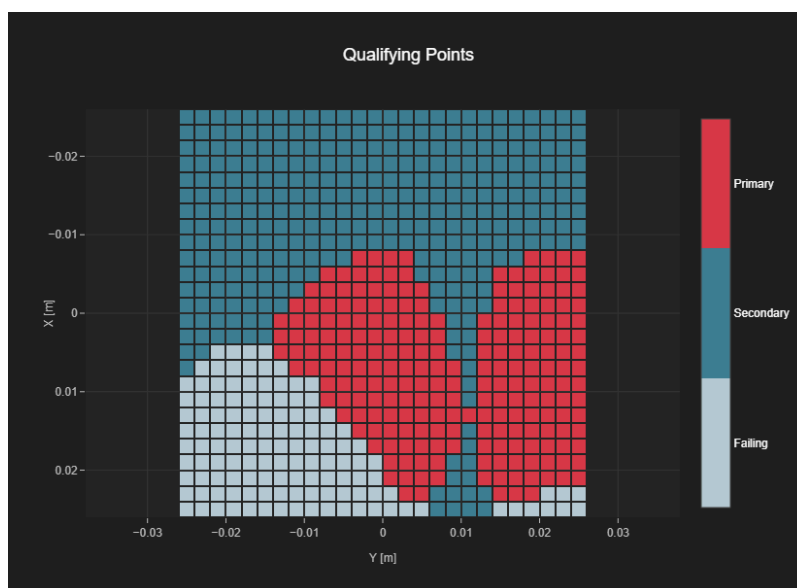 Qualifying Points
−0.02
−0.01
0
0.01
0.02
X [m]
−0.03
−0.02
−0.01
0
0.01
0.02
0.03
Y [m]
Primary
Secondary
Failing